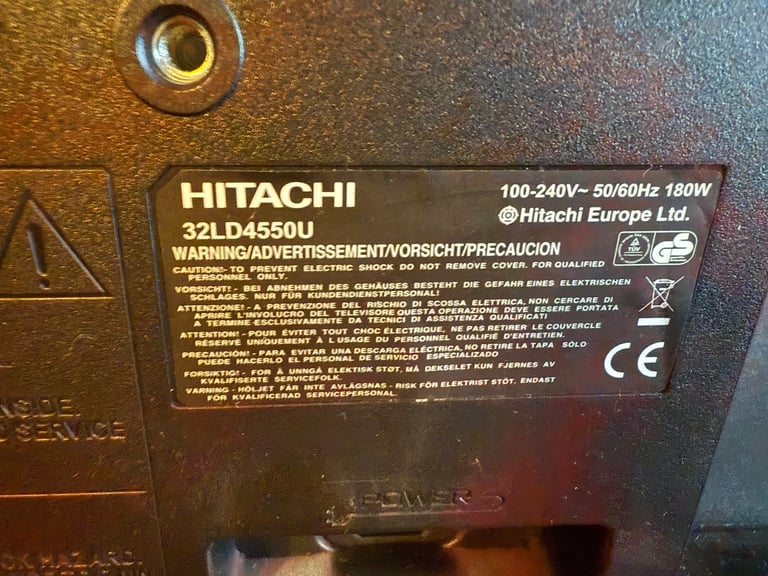 HITACHI
100-240V~ 50/60Hz 180W
Hitachi Europe Ltd.
32LD4550U
WARNING/ADVERTISSEMENT/VORSICHT/PRECAUCION
TÜV
GS
CAUTION:- TO PREVENT ELECTRIC SHOCK DO NOT REMOVE COVER. FOR QUALIFIED
PERSONNEL ONLY.
VORSICHT:- BEI ABNEHMEN DES GEHÄUSES BESTEHT DIE GEFAHR EINES ELEKTRISCHEN
SCHLAGES. NUR FÜR KUNDENDIENSTPERSONAL!
ATTENZIONE!- A PREVENZIONE DEL RISCHIO DI SCOSSA ELETTRICA, NON CERCARE DI
APRIRE L'INVOLUCRO DEL TELEVISORE QUESTA OPERAZIONE DEVE ESSERE PORTATA
A TERMINE ESCLUSIVAMENTE DA TECNICI DI ASSISTENZA QUALIFICATI
ATTENTION!- POUR ÉVITER TOUT CHOC ÉLECTRIQUE, NE PAS RETIRER LE COUVERCLE
RÉSERVÉ UNIQUEMENT À L USAGE DU PERSONNEL QUALIFIÉ D'ENTRETIEN.
PRECAUCIÓN!- PARA EVITAR UNA DESCARGA ELÉCTRICA, NO RETIRE LA TAPA SÓLO
PUEDE HACERLO EL PERSONAL DE SERVICIO ESPECIALIZADO
FORSIKTIG!- FOR Å UNNGÅ ELEKTISK STØT, MÅ DEKSELET KUN FJERNES AV
KVALIFISERTE SERVICEFOLK.
VARNING - HÖLJET FÅR INTE AVLÄGSNAS - RISK FÖR ELEKTRIST STÖT. ENDAST
FÖR KVALIFICERAD SERVICEPERSONAL.
CE
NSIDE.
SERVICE
POWER
CK HAZARD.